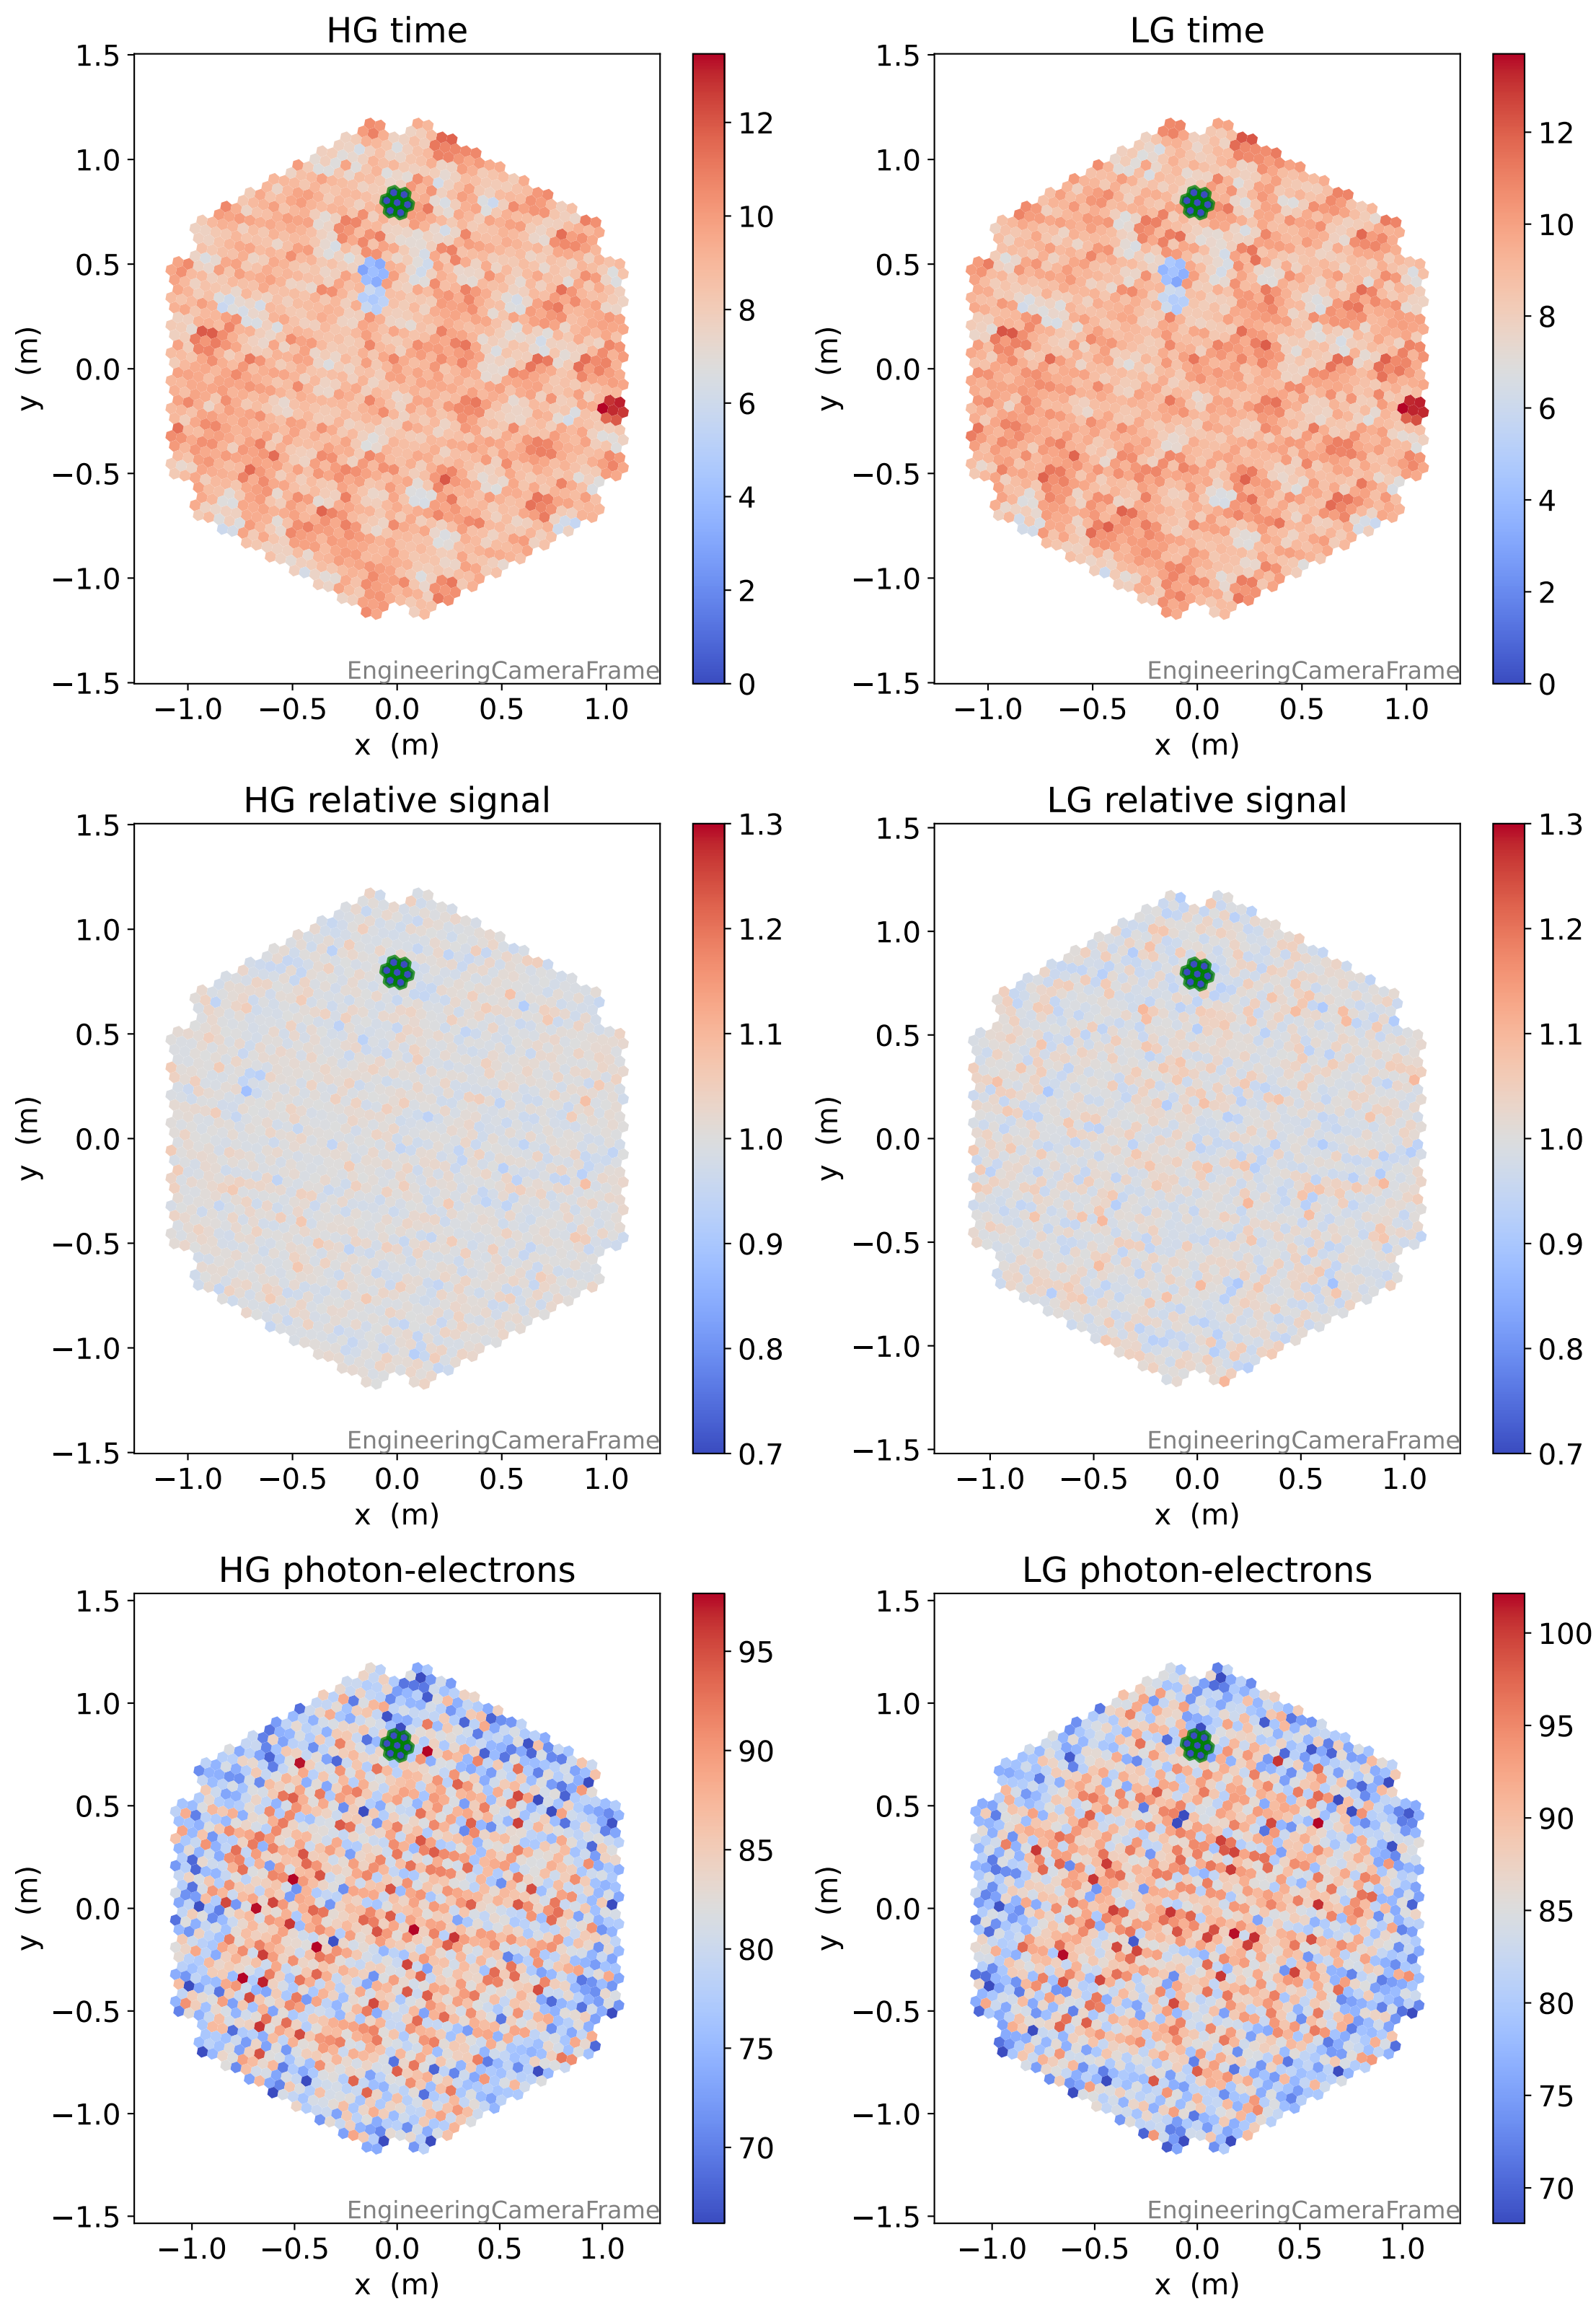 HG time
1.5
1.0
0.5
0.0
−0.5
−1.0
−1.5
y (m)
−1.0 −0.5 0.0 0.5 1.0
x (m)
EngineeringCameraFrame
12
10
8
6
4
2
0
LG time
1.5
1.0
0.5
0.0
−0.5
−1.0
−1.5
y (m)
−1.0 −0.5 0.0 0.5 1.0
x (m)
EngineeringCameraFrame
12
10
8
6
4
2
0
HG relative signal
1.5
1.0
0.5
0.0
−0.5
−1.0
−1.5
y (m)
−1.0 −0.5 0.0 0.5 1.0
x (m)
EngineeringCameraFrame
1.3
1.2
1.1
1.0
0.9
0.8
0.7
LG relative signal
1.5
1.0
0.5
0.0
−0.5
−1.0
−1.5
y (m)
−1.0 −0.5 0.0 0.5 1.0
x (m)
EngineeringCameraFrame
1.3
1.2
1.1
1.0
0.9
0.8
0.7
HG photon-electrons
1.5
1.0
0.5
0.0
−0.5
−1.0
−1.5
y (m)
−1.0 −0.5 0.0 0.5 1.0
x (m)
EngineeringCameraFrame
95
90
85
80
75
70
LG photon-electrons
1.5
1.0
0.5
0.0
−0.5
−1.0
−1.5
y (m)
−1.0 −0.5 0.0 0.5 1.0
x (m)
EngineeringCameraFrame
100
95
90
85
80
75
70